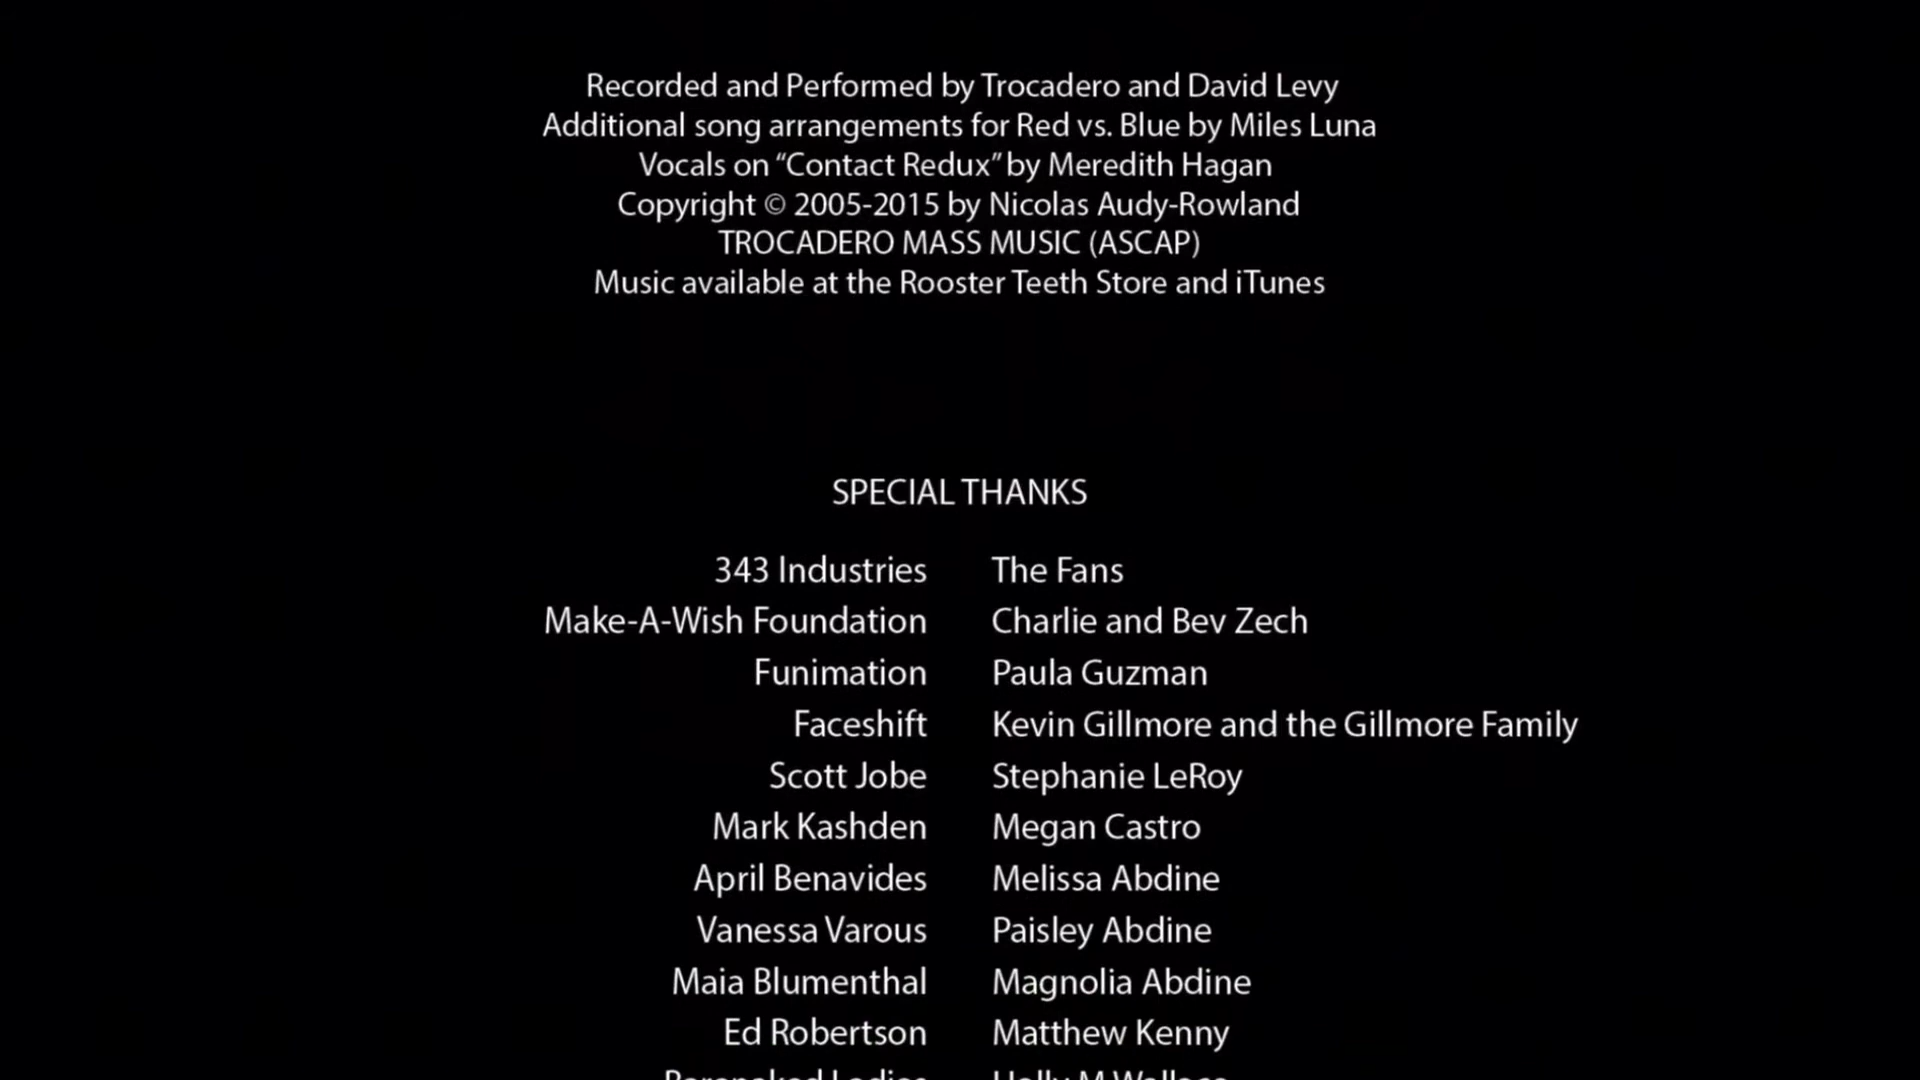 Recorded and Performed by Trocadero and David Levy
Additional song arrangements for Red vs. Blue by Miles Luna
Vocals on “Contact Redux” by Meredith Hagan
Copyright © 2005-2015 by Nicolas Audy-Rowland
TROCADERO MASS MUSIC (ASCAP)
Music available at the Rooster Teeth Store and iTunes
SPECIAL THANKS
343 Industries The Fans
Make-A-Wish Foundation Charlie and Bev Zech
Funimation Paula Guzman
Faceshift Kevin Gillmore and the Gillmore Family
Scott Jobe Stephanie LeRoy
Mark Kashden Megan Castro
April Benavides Melissa Abdine
Vanessa Varous Paisley Abdine
Maia Blumenthal Magnolia Abdine
Ed Robertson Matthew Kenny
Barenaked Ladies Holly M Wallace